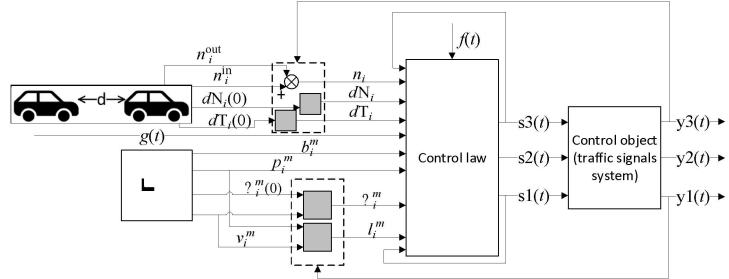 n_i^out
n_i^in
+
d
dN_i(0)
dT_i(0)
g(t)
n_i
dN_i
dT_i
b_i^m
p_i^m
?_i^m(0)
v_i^m
?_i^m
l_i^m
f(t)
Control law
s3(t)
s2(t)
s1(t)
Control object
(traffic signals
system)
y3(t)
y2(t)
y1(t)